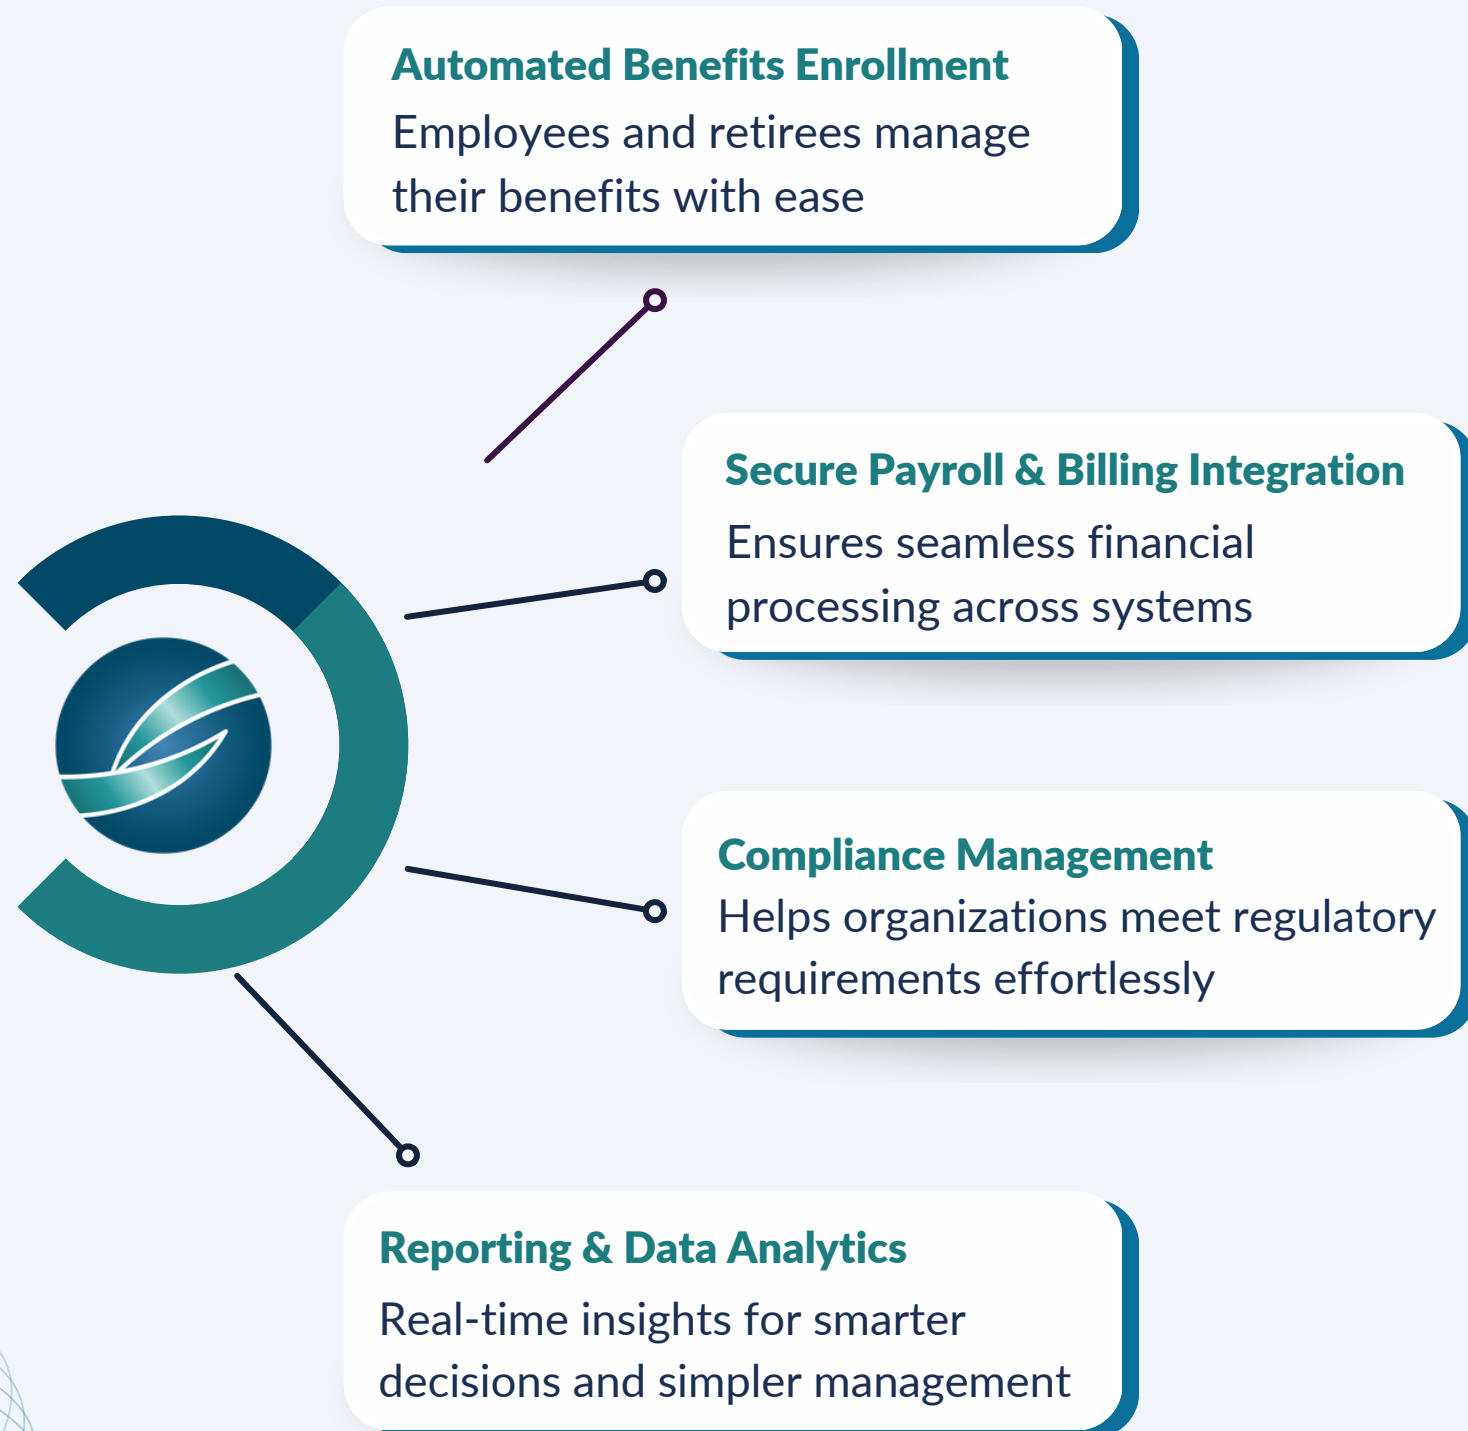 Automated Benefits Enrollment
Employees and retirees manage
their benefits with ease
Secure Payroll & Billing Integration
Ensures seamless financial
processing across systems
Compliance Management
Helps organizations meet regulatory
requirements effortlessly
Reporting & Data Analytics
Real-time insights for smarter
decisions and simpler management